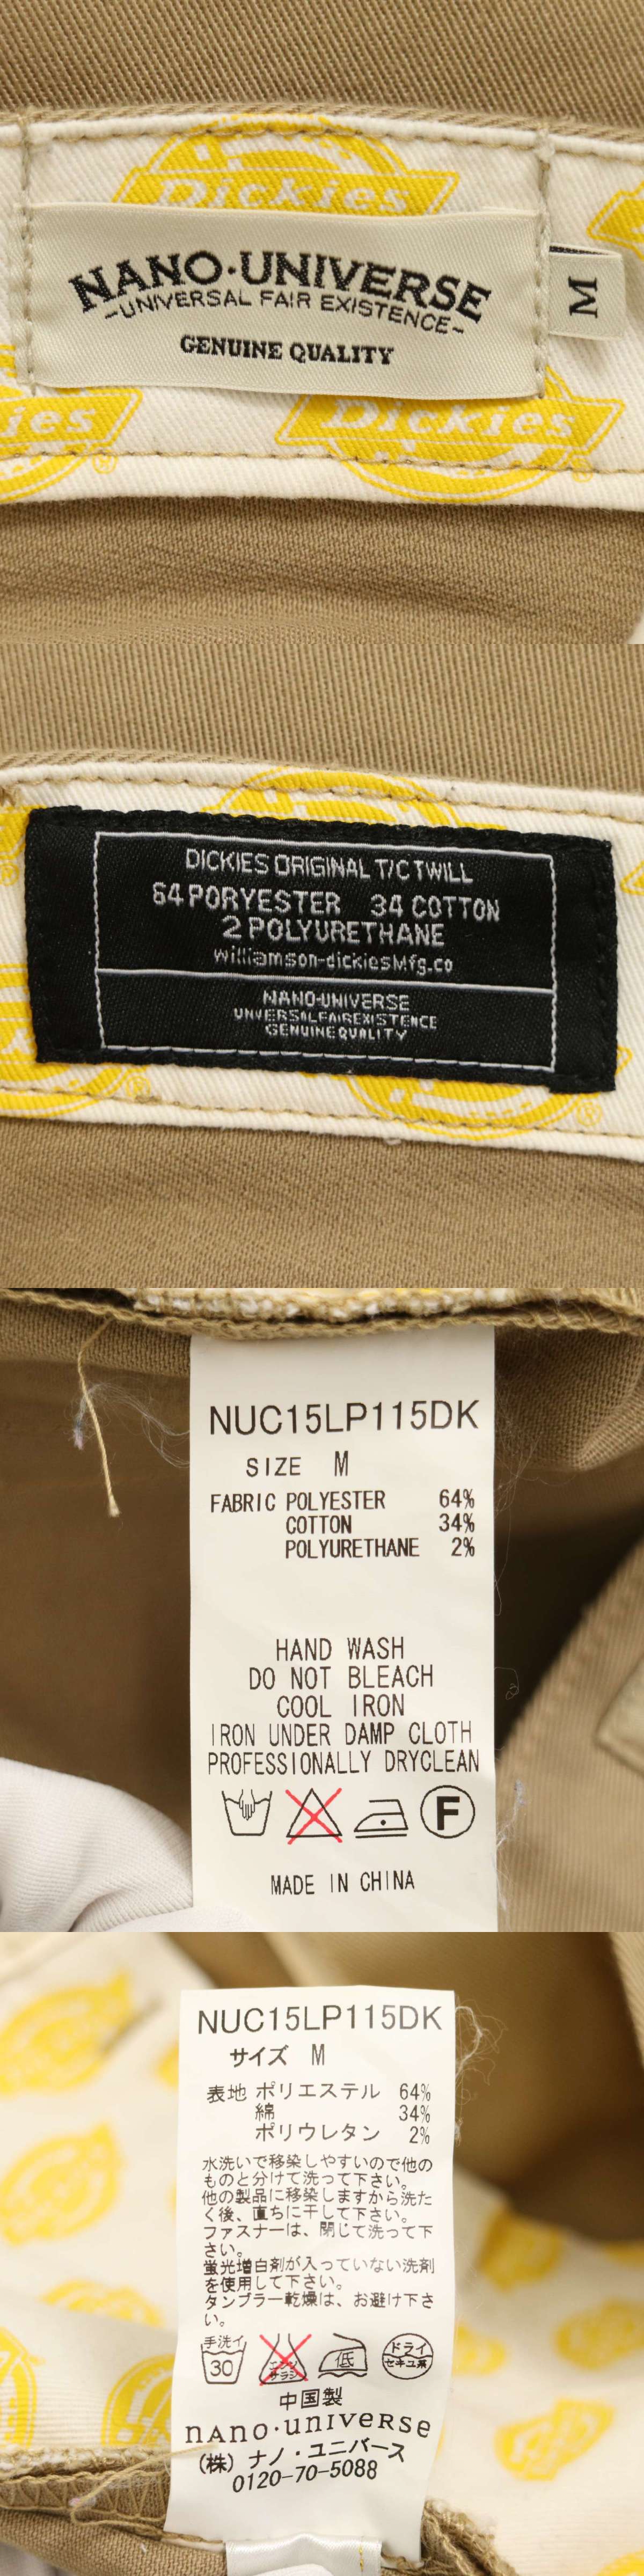 Dickies
NANO·UNIVERSE
-UNIVERSAL FAIR EXISTENCE-
GENUINE QUALITY
M
ies
Dickies
®
®
DICKIES ORIGINAL T/C TWILL
64 PORYESTER 34 COTTON
2 POLYURETHANE
williamson-dickiesMfg.co
NANO·UNIVERSE
UNIVERSALFAIREXISTENCE
GENUINEQUALITY
®
®
NUC15LP115DK
SIZE M
FABRIC POLYESTER 64%
COTTON 34%
POLYURETHANE 2%
HAND WASH
DO NOT BLEACH
COOL IRON
IRON UNDER DAMP CLOTH
PROFESSIONALLY DRYCLEAN
F
MADE IN CHINA
NUC15LP115DK
サイズ M
表地 ポリエステル 64%
綿 34%
ポリウレタン 2%
水洗いで移染しやすいので他の
ものと分けて洗って下さい。
他の製品に移染しますから洗た
く後、直ちに干して下さい。
ファスナーは、閉じて洗って下
さい。
蛍光増白剤が入っていない洗剤
を使用して下さい。
タンブラー乾燥は、お避け下さ
い。
手洗イ
30
エンソ
サラシ
低
ドライ
セキユ系
中国製
nano·universe
(株) ナノ・ユニバース
0120-70-5088